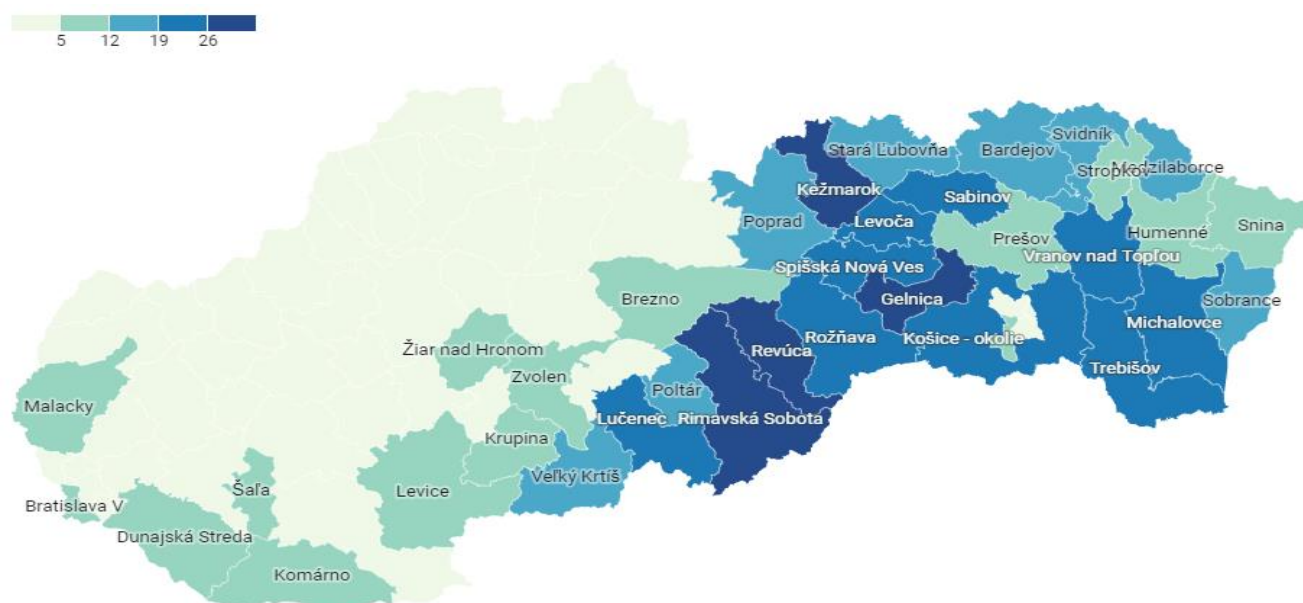 5 12 19 26
Svidník
Stará Ľubovňa
Bardejov
Medzilaborce
Stropkov
Kežmarok
Sabinov
Poprad
Levoča
Snina
Humenné
Prešov
Vranov nad Topľou
Spišská Nová Ves
Brezno
Gelnica
Sobrance
Michalovce
Žiar nad Hronom
Revúca
Rožňava
Košice - okolie
Trebišov
Zvolen
Poltár
Malacky
Lučenec
Rimavská Sobota
Krupina
Veľký Krtíš
Levice
Šaľa
Bratislava V
Dunajská Streda
Komárno